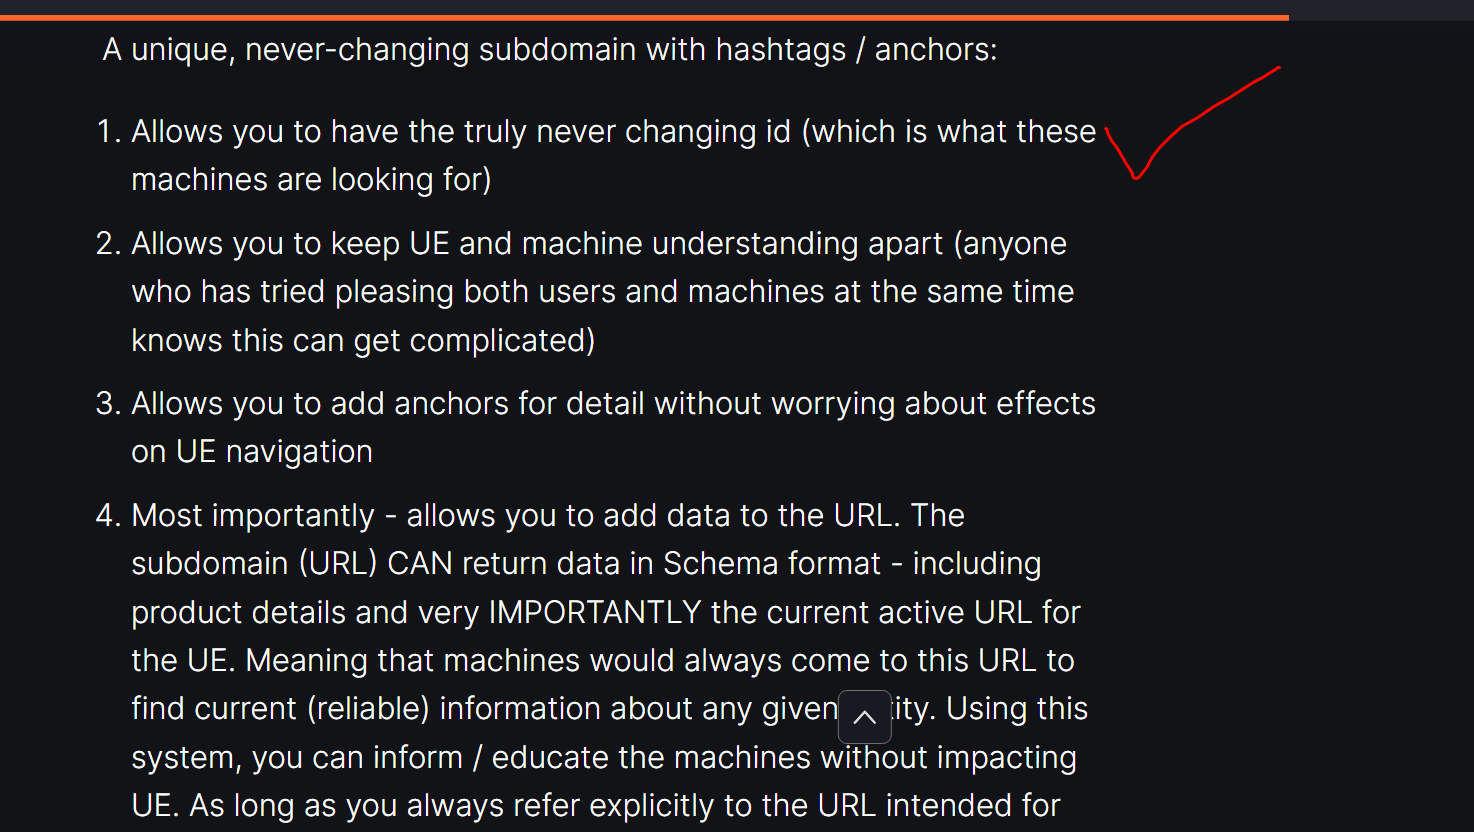 A unique, never-changing subdomain with hashtags / anchors:
1. Allows you to have the truly never changing id (which is what these
machines are looking for)
2. Allows you to keep UE and machine understanding apart (anyone
who has tried pleasing both users and machines at the same time
knows this can get complicated)
3. Allows you to add anchors for detail without worrying about effects
on UE navigation
4. Most importantly - allows you to add data to the URL. The
subdomain (URL) CAN return data in Schema format - including
product details and very IMPORTANTLY the current active URL for
the UE. Meaning that machines would always come to this URL to
find current (reliable) information about any given ity. Using this
system, you can inform / educate the machines without impacting
UE. As long as you always refer explicitly to the URL intended for